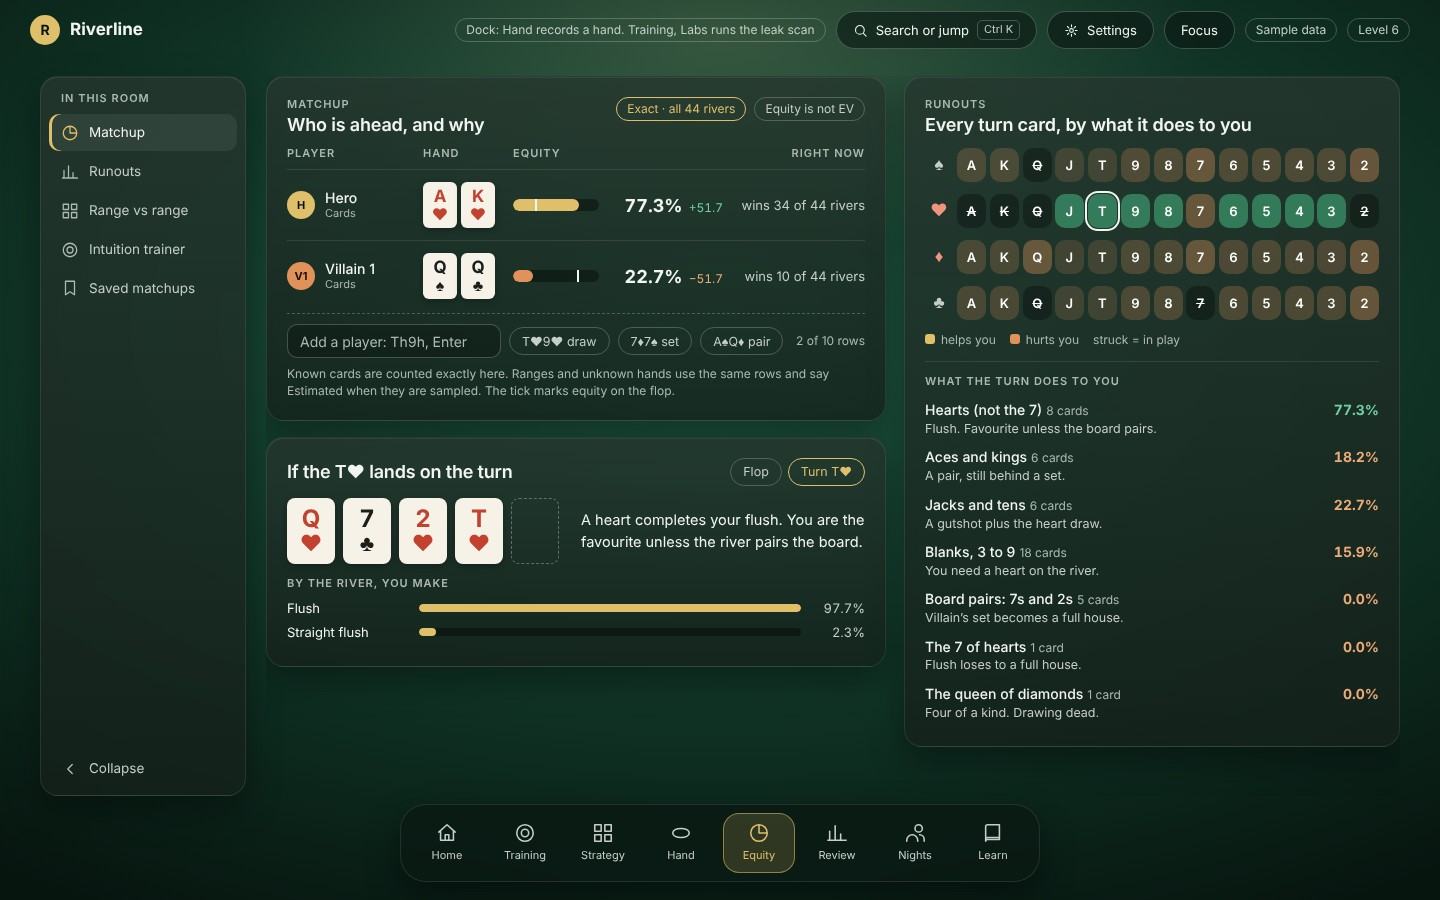 R Riverline
Dock: Hand records a hand. Training, Labs runs the leak scan
Search or jump Ctrl K
Settings
Focus
Sample data
Level 6
IN THIS ROOM
Matchup
Runouts
Range vs range
Intuition trainer
Saved matchups
Collapse
MATCHUP
Who is ahead, and why
Exact · all 44 rivers
Equity is not EV
PLAYER HAND EQUITY RIGHT NOW
H Hero A K 77.3% +51.7 wins 34 of 44 rivers
Cards
V1 Villain 1 Q Q 22.7% −51.7 wins 10 of 44 rivers
Cards
Add a player: Th9h, Enter
T♥9♥ draw
7♦7♠ set
A♠Q♦ pair
2 of 10 rows
Known cards are counted exactly here. Ranges and unknown hands use the same rows and say
Estimated when they are sampled. The tick marks equity on the flop.
If the T♥ lands on the turn
Flop
Turn T♥
Q 7 2 T
A heart completes your flush. You are the
favourite unless the river pairs the board.
BY THE RIVER, YOU MAKE
Flush 97.7%
Straight flush 2.3%
RUNOUTS
Every turn card, by what it does to you
♠ A K Q J T 9 8 7 6 5 4 3 2
♥ A K Q J T 9 8 7 6 5 4 3 2
♦ A K Q J T 9 8 7 6 5 4 3 2
♣ A K Q J T 9 8 7 6 5 4 3 2
helps you hurts you struck = in play
WHAT THE TURN DOES TO YOU
Hearts (not the 7) 8 cards 77.3%
Flush. Favourite unless the board pairs.
Aces and kings 6 cards 18.2%
A pair, still behind a set.
Jacks and tens 6 cards 22.7%
A gutshot plus the heart draw.
Blanks, 3 to 9 18 cards 15.9%
You need a heart on the river.
Board pairs: 7s and 2s 5 cards 0.0%
Villain’s set becomes a full house.
The 7 of hearts 1 card 0.0%
Flush loses to a full house.
The queen of diamonds 1 card 0.0%
Four of a kind. Drawing dead.
Home
Training
Strategy
Hand
Equity
Review
Nights
Learn